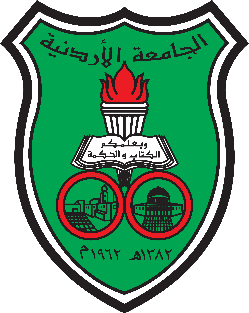 الجامعة الأردنية
ويعلمكم
الكتاب والحكمة
١٣٨٢هـ ١٩٦٢م